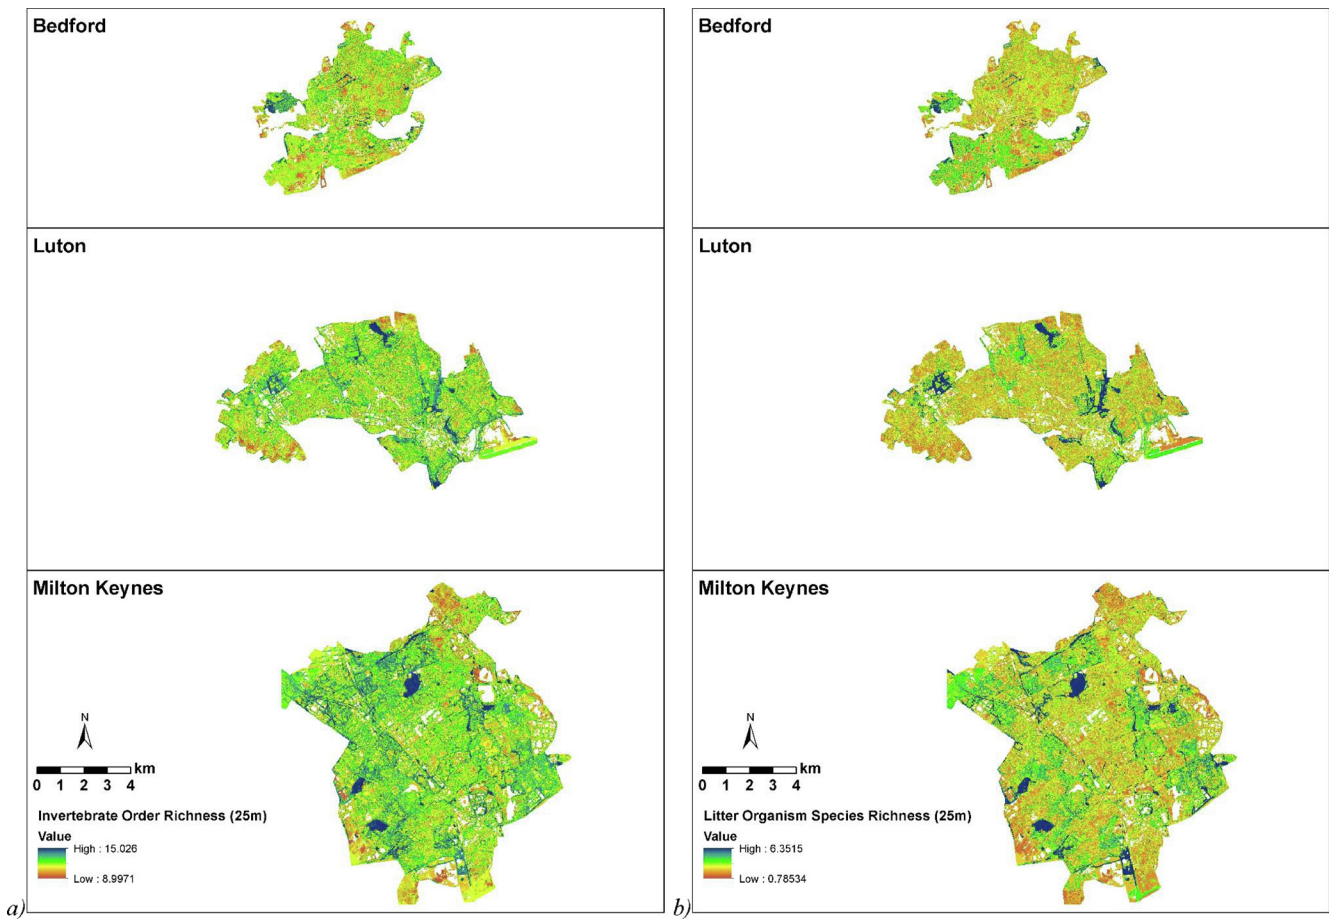 Bedford
Luton
Milton Keynes
N
km
0 1 2 3 4
Invertebrate Order Richness (25m)
Value
High : 15.026
Low : 8.9971
a)
Bedford
Luton
Milton Keynes
N
km
0 1 2 3 4
Litter Organism Species Richness (25m)
Value
High : 6.3515
Low : 0.78534
b)